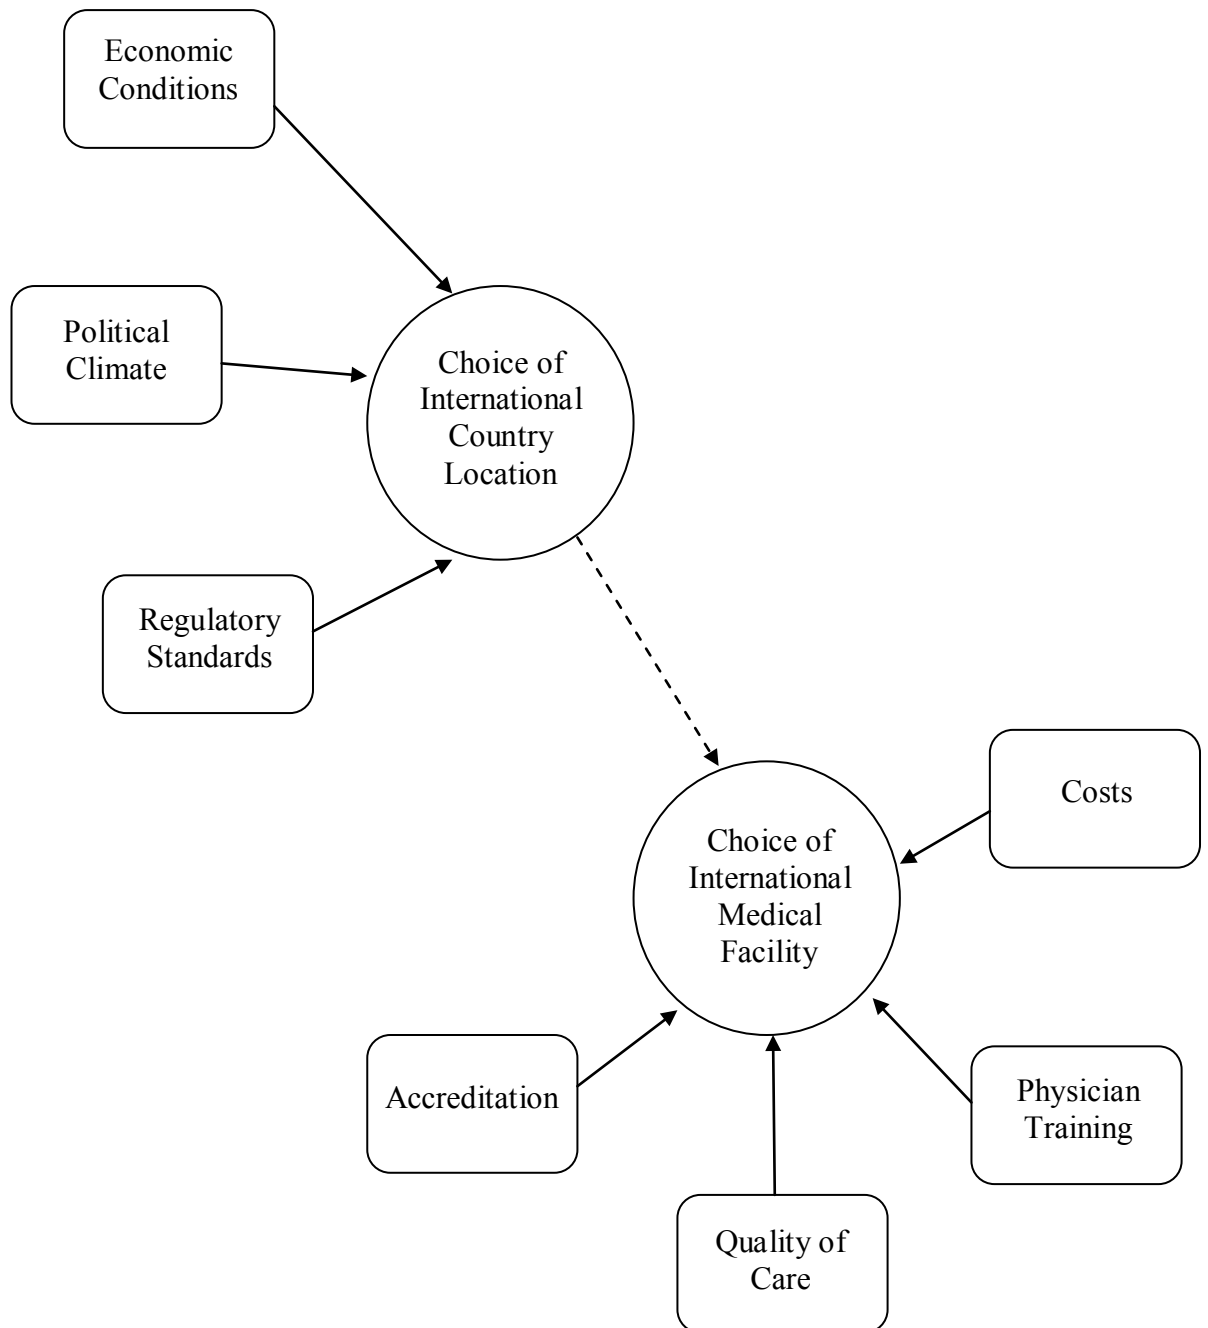 Economic
Conditions
Political
Climate
Choice of
International
Country
Location
Regulatory
Standards
Costs
Choice of
International
Medical
Facility
Accreditation
Physician
Training
Quality of
Care